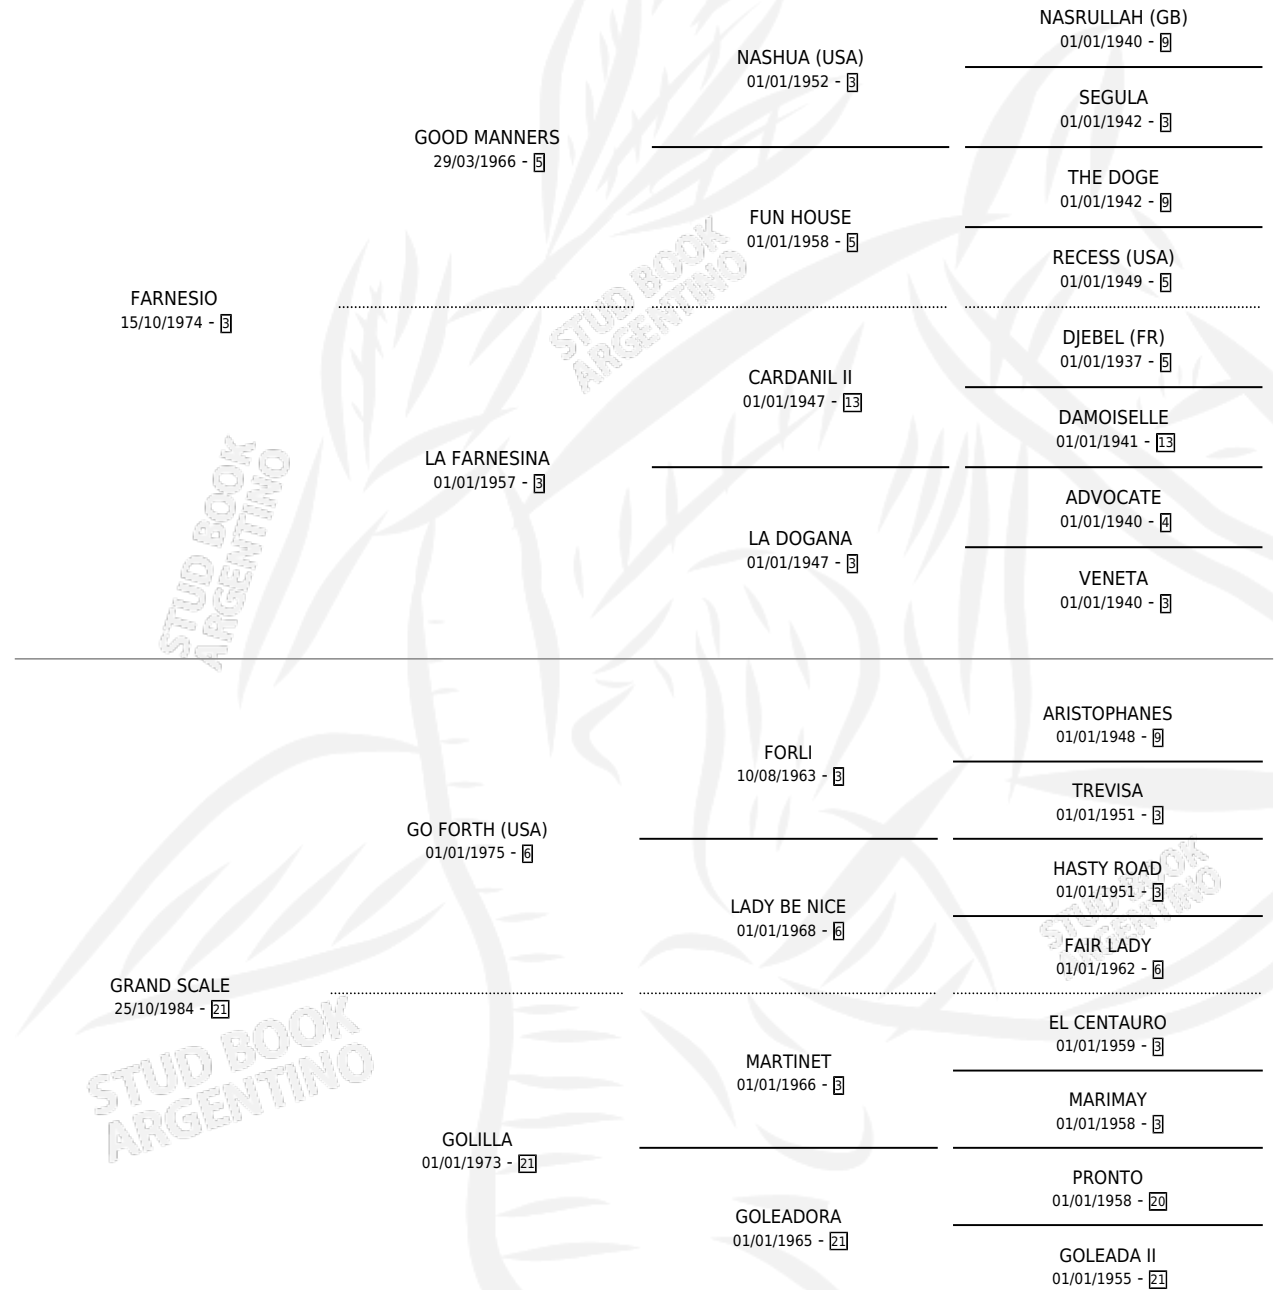 FARNESIO
15/10/1974 - 3
GOOD MANNERS
29/03/1966 - 5
NASHUA (USA)
01/01/1952 - 3
NASRULLAH (GB)
01/01/1940 - 9
SEGULA
01/01/1942 - 3
FUN HOUSE
01/01/1958 - 5
THE DOGE
01/01/1942 - 9
RECESS (USA)
01/01/1949 - 5
LA FARNESINA
01/01/1957 - 3
CARDANIL II
01/01/1947 - 13
DJEBEL (FR)
01/01/1937 - 5
DAMOISELLE
01/01/1941 - 13
LA DOGANA
01/01/1947 - 3
ADVOCATE
01/01/1940 - 4
VENETA
01/01/1940 - 3
GRAND SCALE
25/10/1984 - 21
GO FORTH (USA)
01/01/1975 - 6
FORLI
10/08/1963 - 3
ARISTOPHANES
01/01/1948 - 9
TREVISA
01/01/1951 - 3
LADY BE NICE
01/01/1968 - 6
HASTY ROAD
01/01/1951 - 3
FAIR LADY
01/01/1962 - 6
GOLILLA
01/01/1973 - 21
MARTINET
01/01/1966 - 3
EL CENTAURO
01/01/1959 - 3
MARIMAY
01/01/1958 - 3
GOLEADORA
01/01/1965 - 21
PRONTO
01/01/1958 - 20
GOLEADA II
01/01/1955 - 21
STUD BOOK
ARGENTINO
STUD BOOK
ARGENTINO
STUD BOOK
ARGENTINO
STUD BOOK
ARGENTINO